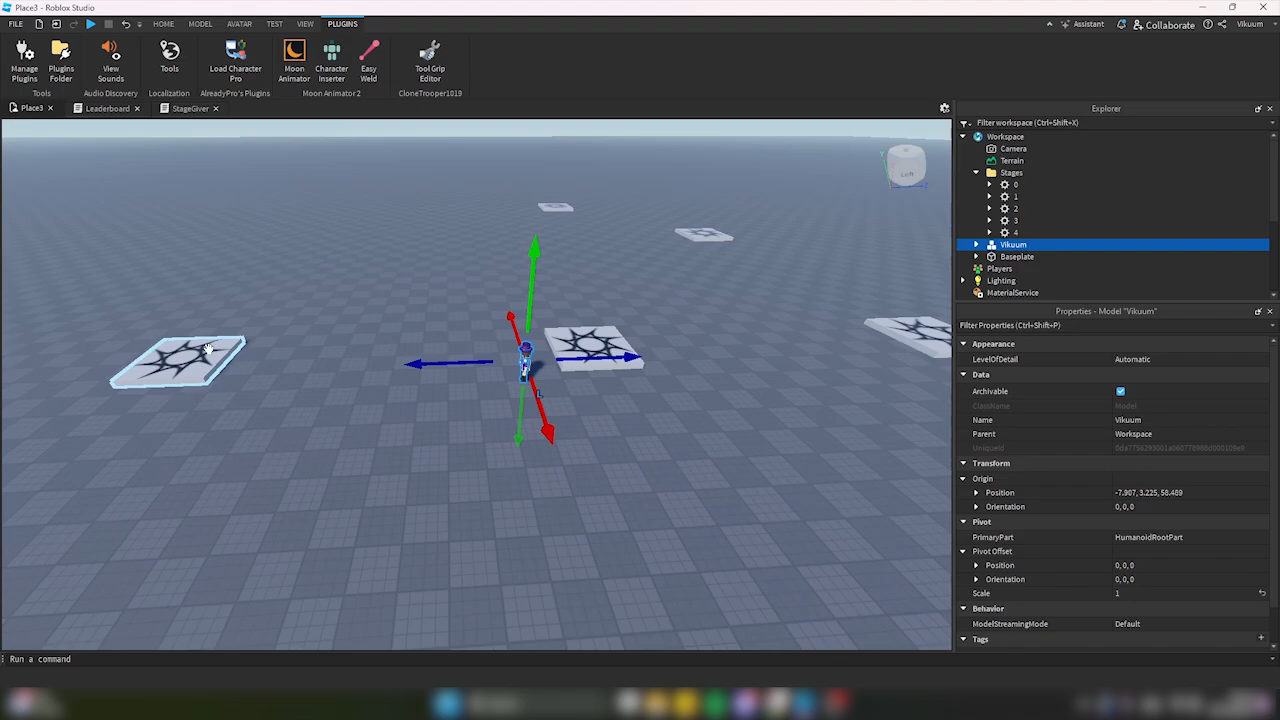 Place3 - Roblox Studio
FILE HOME MODEL AVATAR TEST VIEW PLUGINS Assistant Collaborate Vikuum
Manage Plugins
Plugins Folder
View Sounds
Tools
Load Character Pro
Moon Animator
Character Inserter
Easy Weld
Tool Grip Editor
Tools Audio Discovery Localization AlreadyPro's Plugins Moon Animator 2 CloneTrooper1019
Place3 Leaderboard StageGiver
Left
L
Explorer
Filter workspace (Ctrl+Shift+X)
Workspace
Camera
Terrain
Stages
0
1
2
3
4
Vikuum
Baseplate
Players
Lighting
MaterialService
Properties - Model "Vikuum"
Filter Properties (Ctrl+Shift+P)
Appearance
LevelOfDetail Automatic
Data
Archivable
ClassName Model
Name Vikuum
Parent Workspace
UniqueId
Transform
Origin
Position -7.907, 3.225, 58.489
Orientation 0, 0, 0
Pivot
PrimaryPart HumanoidRootPart
Pivot Offset
Position 0, 0, 0
Orientation 0, 0, 0
Scale 1
Behavior
ModelStreamingMode Default
Tags
Run a command